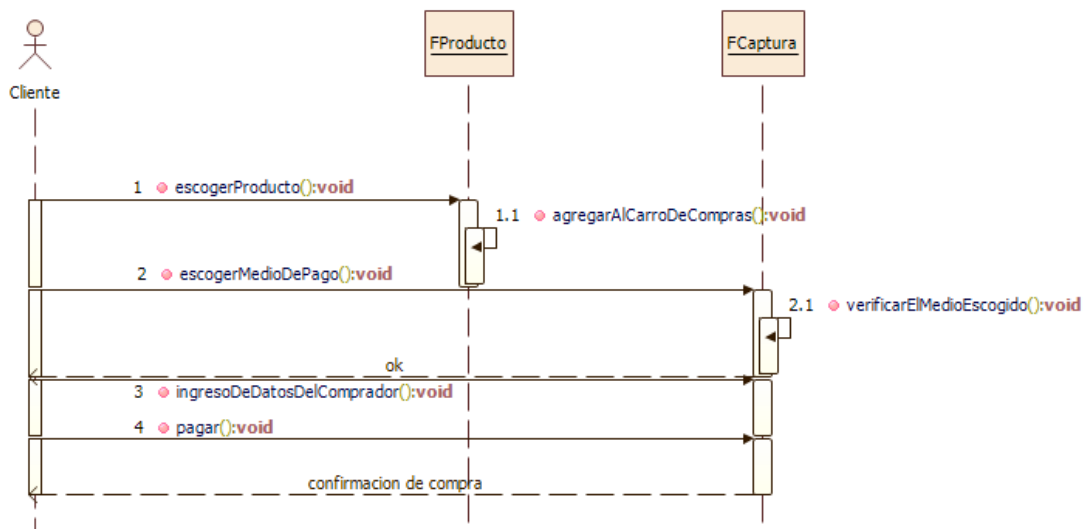 FProducto
FCaptura
Cliente
1 escogerProducto():void
1.1 agregarAlCarroDeCompras():void
2 escogerMedioDePago():void
2.1 verificarElMedioEscogido():void
ok
3 ingresoDeDatosDelComprador():void
4 pagar():void
confirmacion de compra